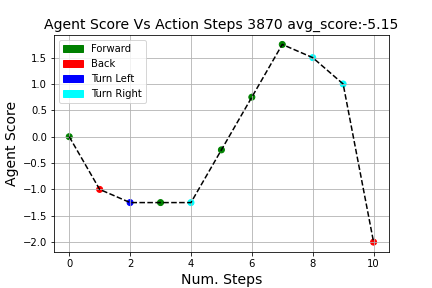 Agent Score Vs Action Steps 3870 avg_score:-5.15
Forward
Back
Turn Left
Turn Right
Agent Score
1.5
1.0
0.5
0.0
−0.5
−1.0
−1.5
−2.0
0 2 4 6 8 10
Num. Steps